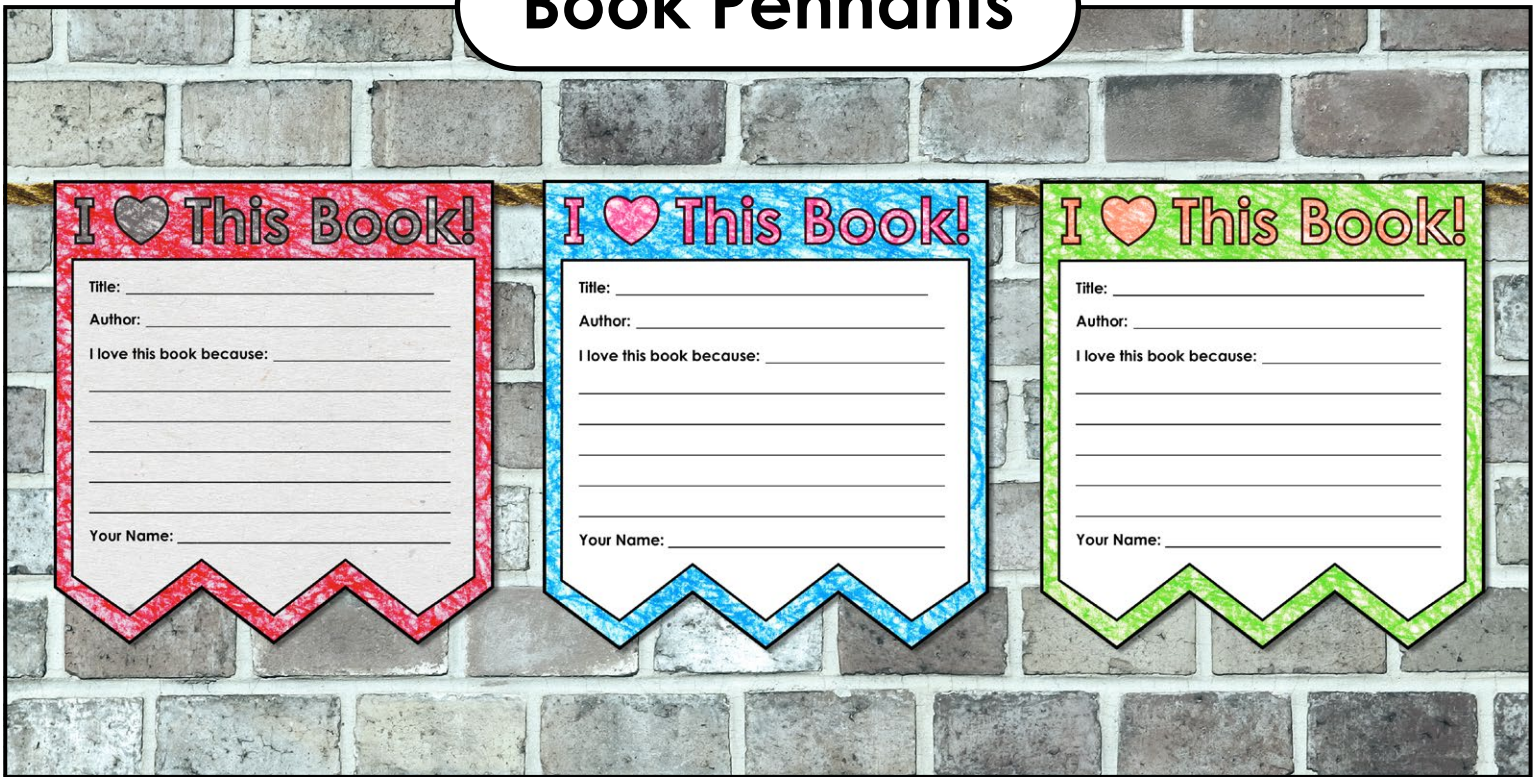 Book Pennants
I ♥ This Book!
Title:
Author:
I love this book because:
Your Name:
I ♥ This Book!
Title:
Author:
I love this book because:
Your Name:
I ♥ This Book!
Title:
Author:
I love this book because:
Your Name: